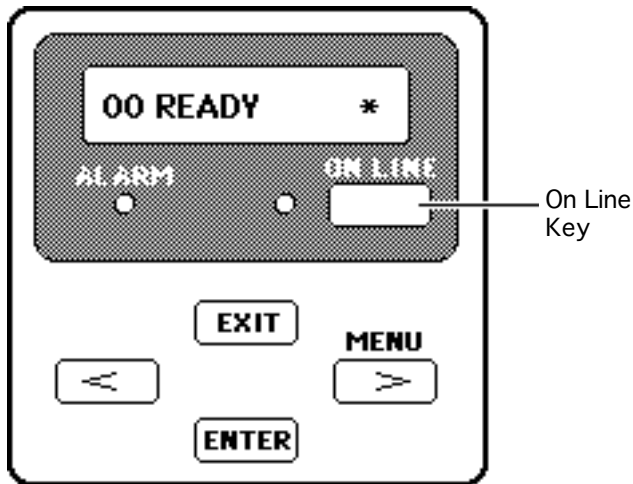 00 READY *
ALARM
ON LINE
On Line
Key
EXIT
MENU
<
>
ENTER